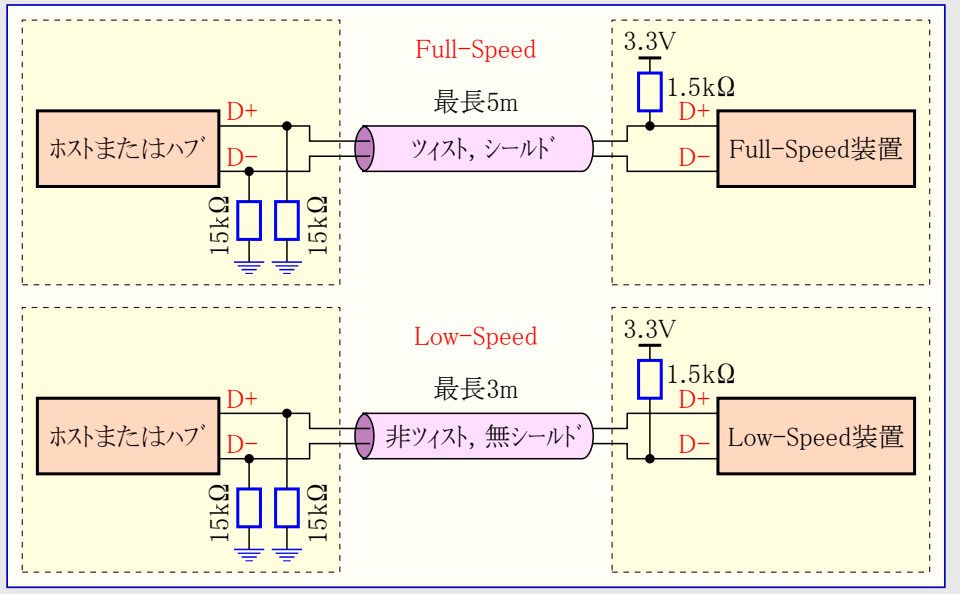 Full-Speed
最長5m
ホストまたはハブ
D+
D-
15kΩ
15kΩ
ツィスト, シールド
3.3V
1.5kΩ
D+
D-
Full-Speed装置
Low-Speed
最長3m
ホストまたはハブ
D+
D-
15kΩ
15kΩ
非ツィスト, 無シールド
3.3V
1.5kΩ
D+
D-
Low-Speed装置